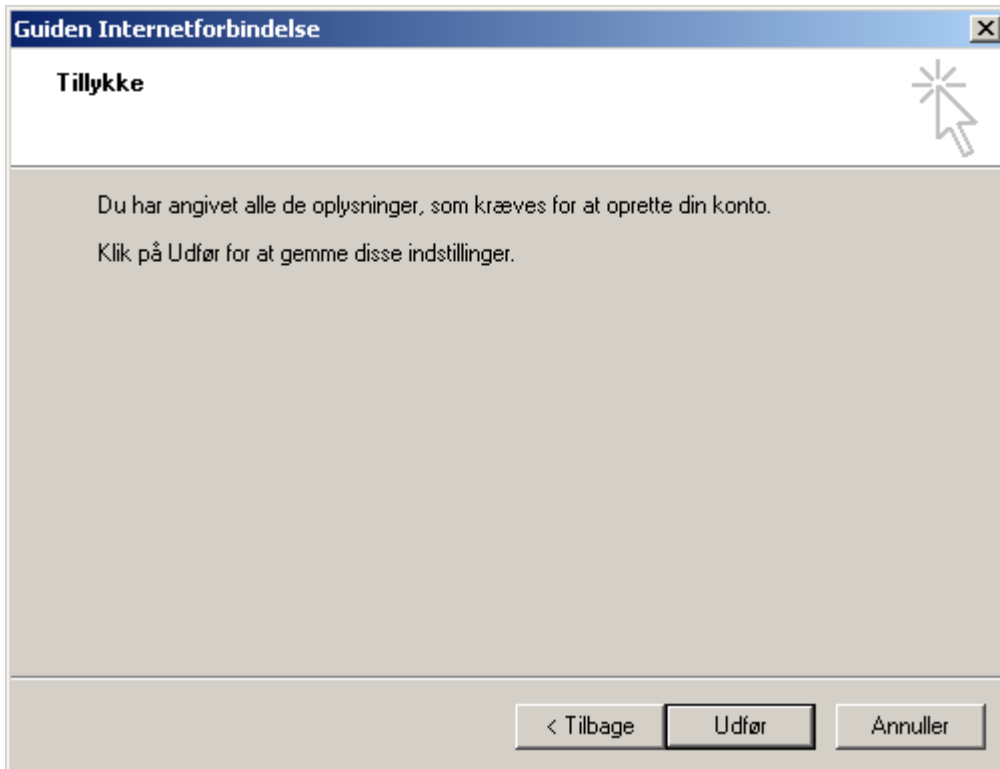 Guiden Internetforbindelse
Tillykke
Du har angivet alle de oplysninger, som kræves for at oprette din konto.
Klik på Udfør for at gemme disse indstillinger.
< Tilbage
Udfør
Annuller